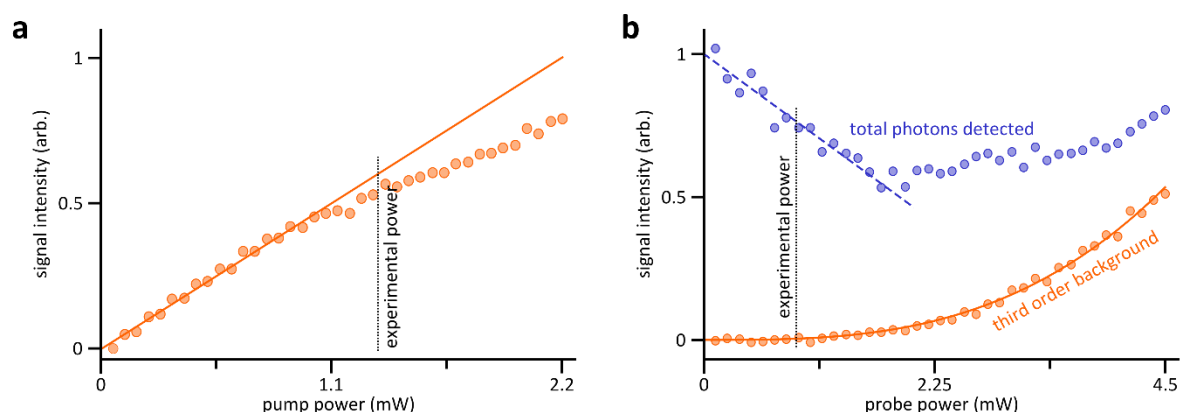 a
signal intensity (arb.)
1
0.5
0
experimental power
0
1.1
2.2
pump power (mW)
b
signal intensity (arb.)
1
0.5
0
total photons detected
experimental power
third order background
0
2.25
4.5
probe power (mW)